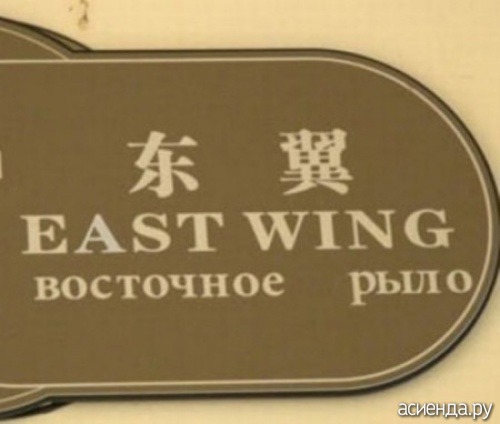 东 翼
EAST WING
восточное рыло
асиенда.ру